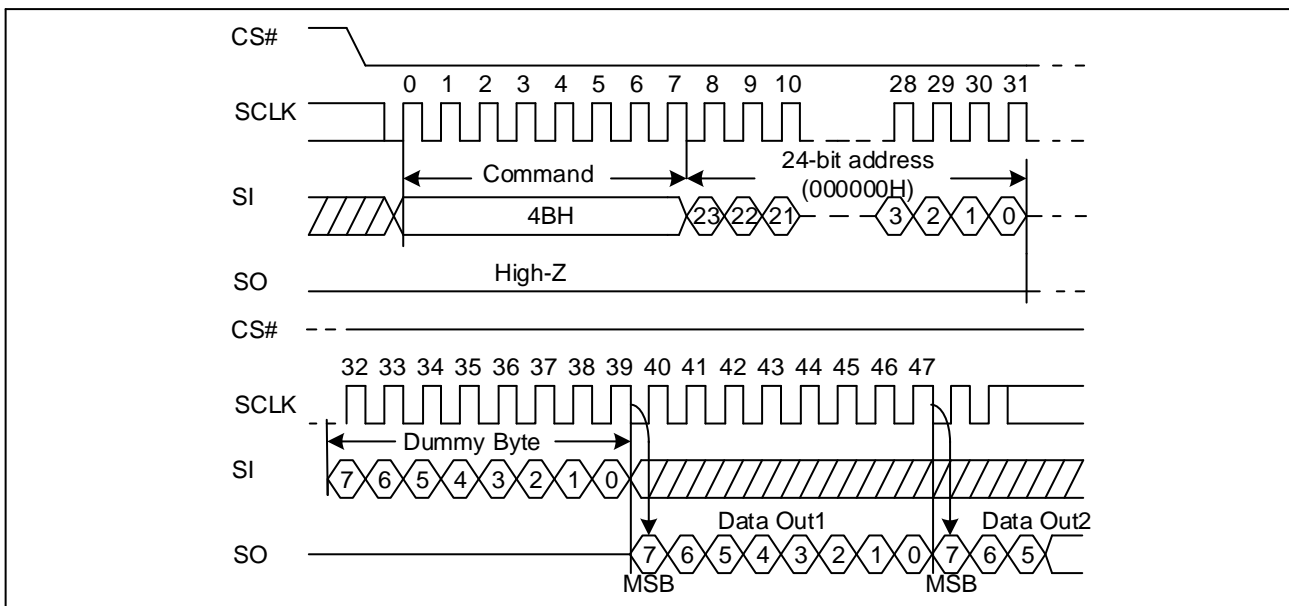 CS#
0 1 2 3 4 5 6 7 8 9 10 28 29 30 31
SCLK
Command 24-bit address
(000000H)
SI
4BH 23 22 21 3 2 1 0
High-Z
SO
CS#
32 33 34 35 36 37 38 39 40 41 42 43 44 45 46 47
SCLK
Dummy Byte
SI
7 6 5 4 3 2 1 0
Data Out1 Data Out2
SO
7 6 5 4 3 2 1 0 7 6 5
MSB MSB